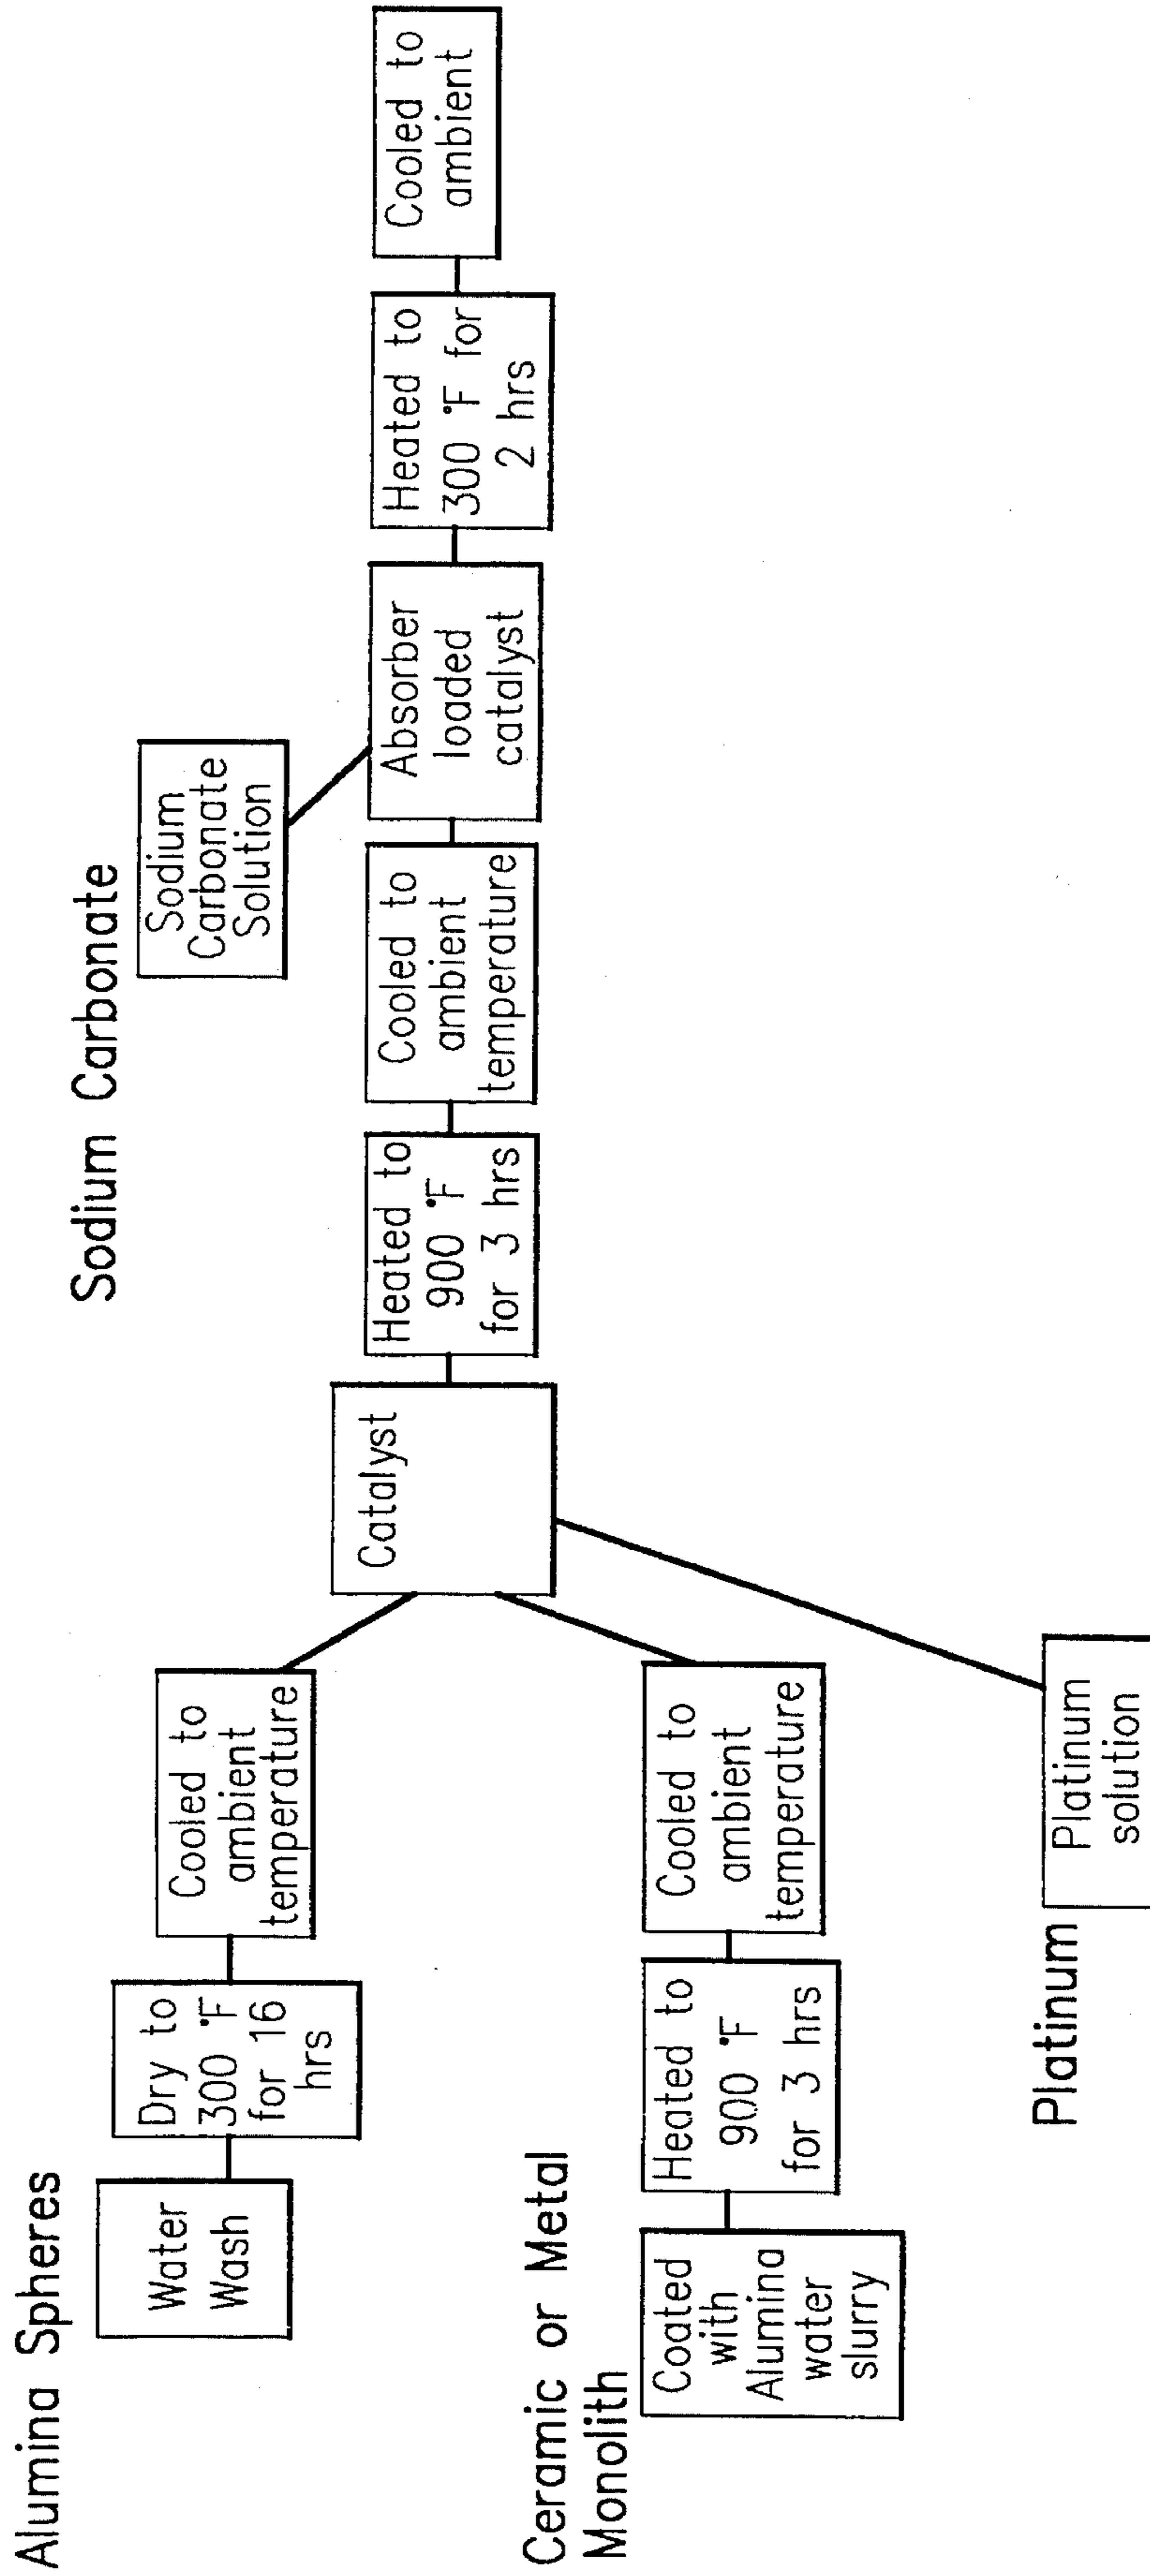 Alumina Spheres
Water
Wash
Dry to
300 °F
for 16
hrs
Cooled to
ambient
temperature
Ceramic or Metal
Monolith
Coated
with
Alumina
water
slurry
Heated to
900 °F
for 3 hrs
Cooled to
ambient
temperature
Platinum
Platinum
solution
Catalyst
Heated to
900 °F
for 3 hrs
Cooled to
ambient
temperature
Sodium Carbonate
Sodium
Carbonate
Solution
Absorber
loaded
catalyst
Heated to
300 °F for
2 hrs
Cooled to
ambient